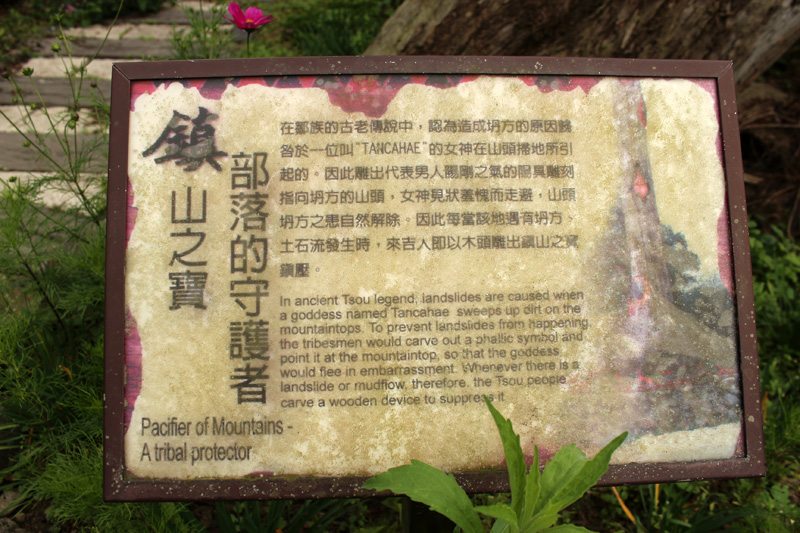 鎮山之寶
部落的守護者
在鄒族的古老傳說中，認為造成坍方的原因歸
咎於一位叫"TANCAHAE"的女神在山頭掃地所引
起的。因此雕出代表男人陽剛之氣的陽具雕刻
指向坍方的山頭，女神見狀羞愧而走避，山頭
坍方之患自然解除。因此每當該地遇有坍方、
土石流發生時，來吉人即以木頭雕出鎮山之寶
鎮壓。
In ancient Tsou legend, landslides are caused when
a goddess named Tancahae sweeps up dirt on the
mountaintops. To prevent landslides from happening
the tribesmen would carve out a phallic symbol and
point it at the mountaintop, so that the goddess
would flee in embarrassment. Whenever there is a
landslide or mudflow, therefore, the Tsou people
carve a wooden device to suppress it.
Pacifier of Mountains -
A tribal protector